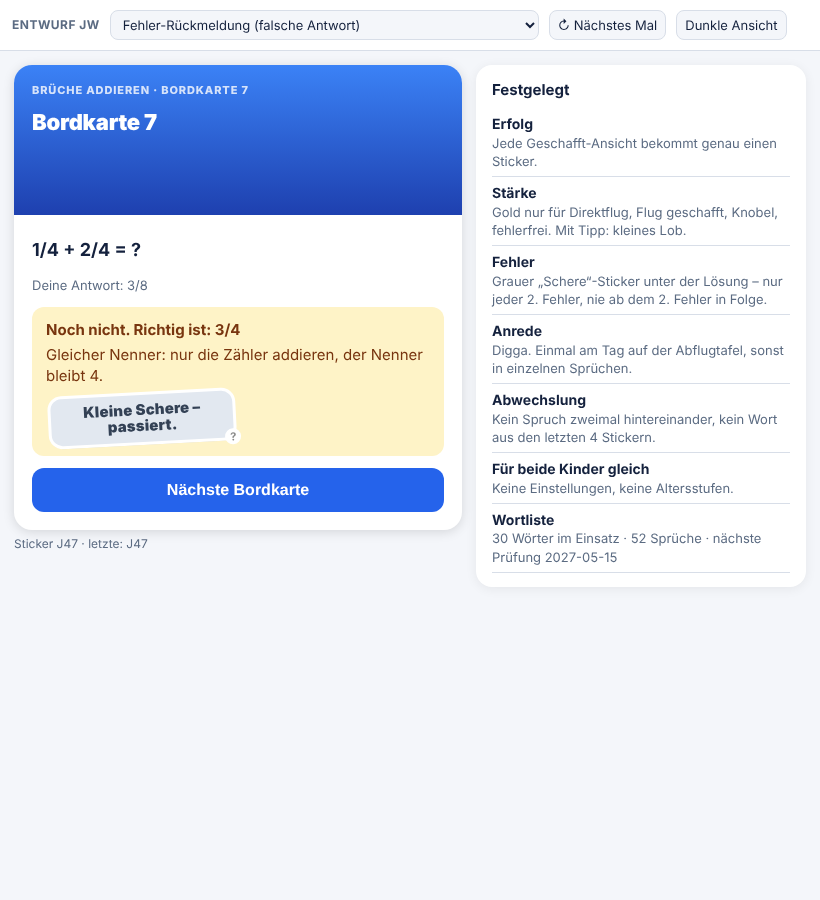 ENTWURF JW
Fehler-Rückmeldung (falsche Antwort)
↻ Nächstes Mal
Dunkle Ansicht
BRÜCHE ADDIEREN · BORDKARTE 7
Bordkarte 7
1/4 + 2/4 = ?
Deine Antwort: 3/8
Noch nicht. Richtig ist: 3/4
Gleicher Nenner: nur die Zähler addieren, der Nenner
bleibt 4.
Kleine Schere –
passiert.
?
Nächste Bordkarte
Sticker J47 · letzte: J47
Festgelegt
Erfolg
Jede Geschafft-Ansicht bekommt genau einen
Sticker.
Stärke
Gold nur für Direktflug, Flug geschafft, Knobel,
fehlerfrei. Mit Tipp: kleines Lob.
Fehler
Grauer „Schere“-Sticker unter der Lösung – nur
jeder 2. Fehler, nie ab dem 2. Fehler in Folge.
Anrede
Digga. Einmal am Tag auf der Abflugtafel, sonst
in einzelnen Sprüchen.
Abwechslung
Kein Spruch zweimal hintereinander, kein Wort
aus den letzten 4 Stickern.
Für beide Kinder gleich
Keine Einstellungen, keine Altersstufen.
Wortliste
30 Wörter im Einsatz · 52 Sprüche · nächste
Prüfung 2027-05-15